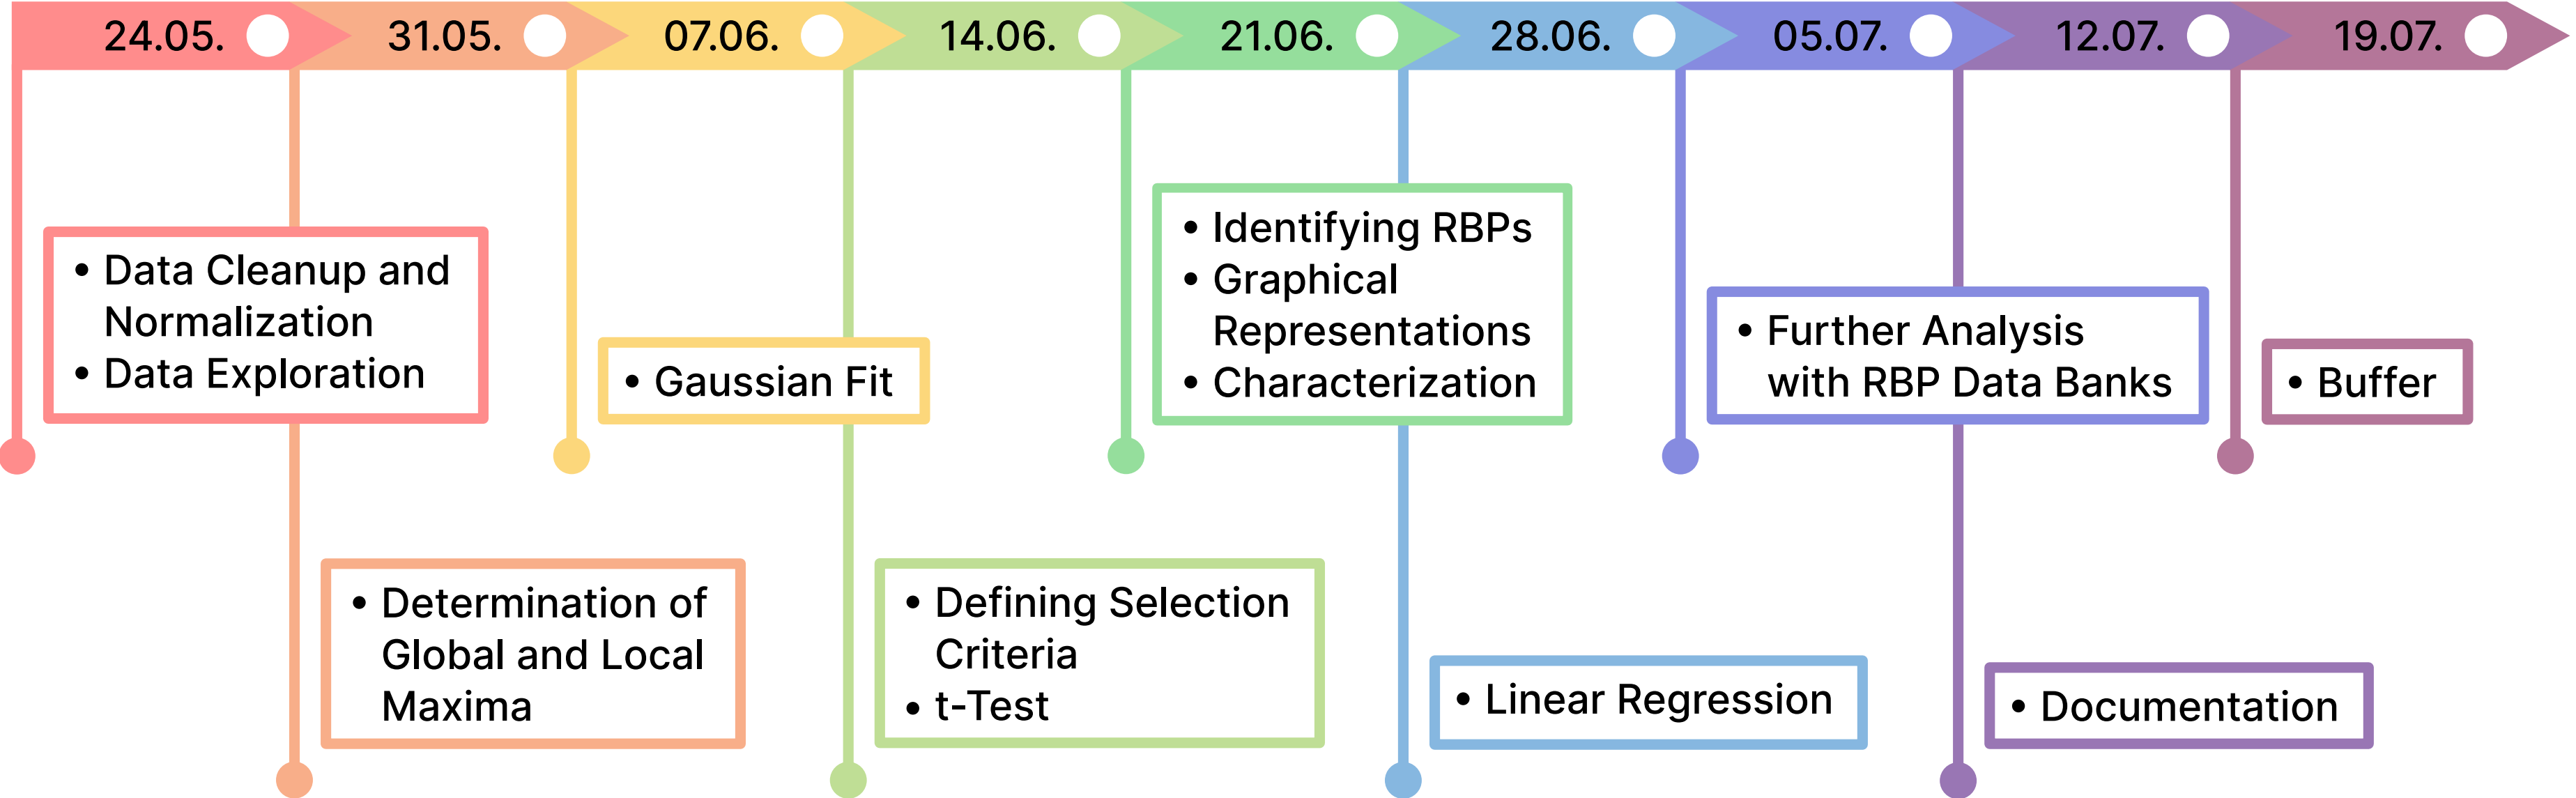 24.05. 31.05. 07.06. 14.06. 21.06. 28.06. 05.07. 12.07. 19.07.
• Data Cleanup and
Normalization
• Data Exploration
• Gaussian Fit
• Identifying RBPs
• Graphical
Representations
• Characterization
• Further Analysis
with RBP Data Banks
• Buffer
• Determination of
Global and Local
Maxima
• Defining Selection
Criteria
• t-Test
• Linear Regression
• Documentation